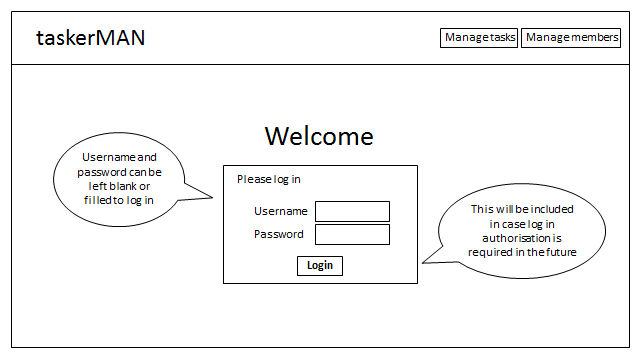 taskerMAN
Manage tasks
Manage members
Welcome
Username and
password can be
left blank or
filled to log in
Please log in
Username
Password
Login
This will be included
in case log in
authorisation is
required in the future